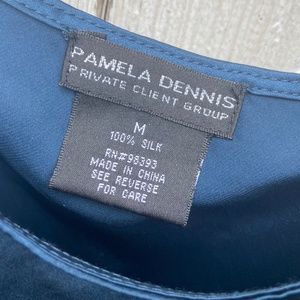 PAMELA DENNIS
PRIVATE CLIENT GROUP
M
100% SILK
RN#98393
MADE IN CHINA
SEE REVERSE
FOR CARE